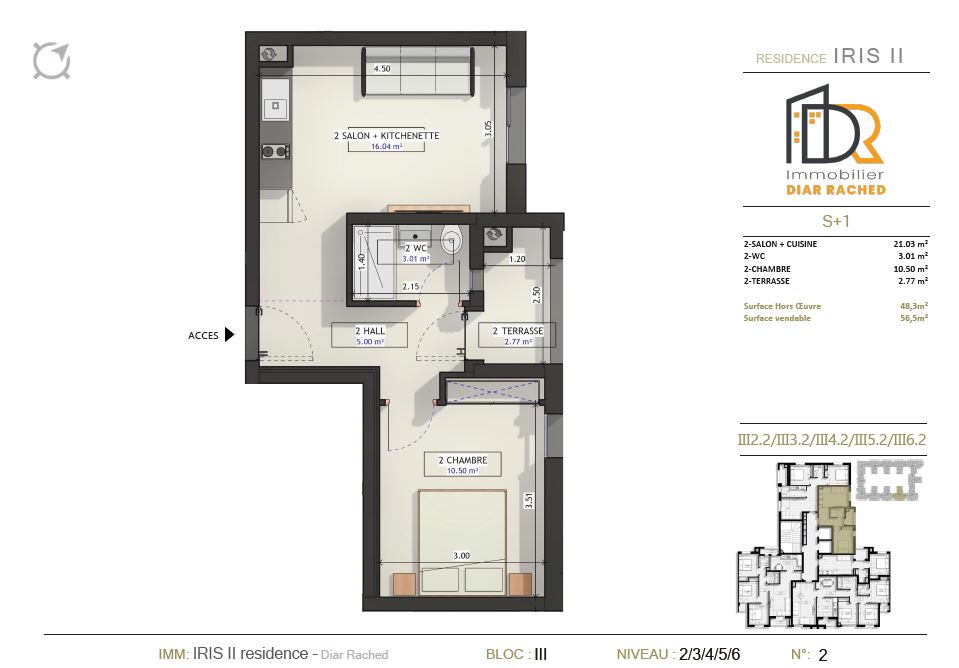 RESIDENCE IRIS II
DR
Immobilier
DIAR RACHED
S+1
2-SALON + CUISINE 21.03 m²
2-WC 3.01 m²
2-CHAMBRE 10.50 m²
2-TERRASSE 2.77 m²
Surface Hors Œuvre 48,3m²
Surface vendable 56,5m²
III2.2/III3.2/III4.2/III5.2/III6.2
4.50
3.05
2 SALON + KITCHENETTE
16.04 m²
2 WC
3.01 m²
1.40
2.15
1.20
2.50
ACCES
2 HALL
5.00 m²
2 TERRASSE
2.77 m²
2 CHAMBRE
10.50 m²
3.51
3.00
IMM: IRIS II residence - Diar Rached
BLOC : III
NIVEAU : 2/3/4/5/6
N°: 2